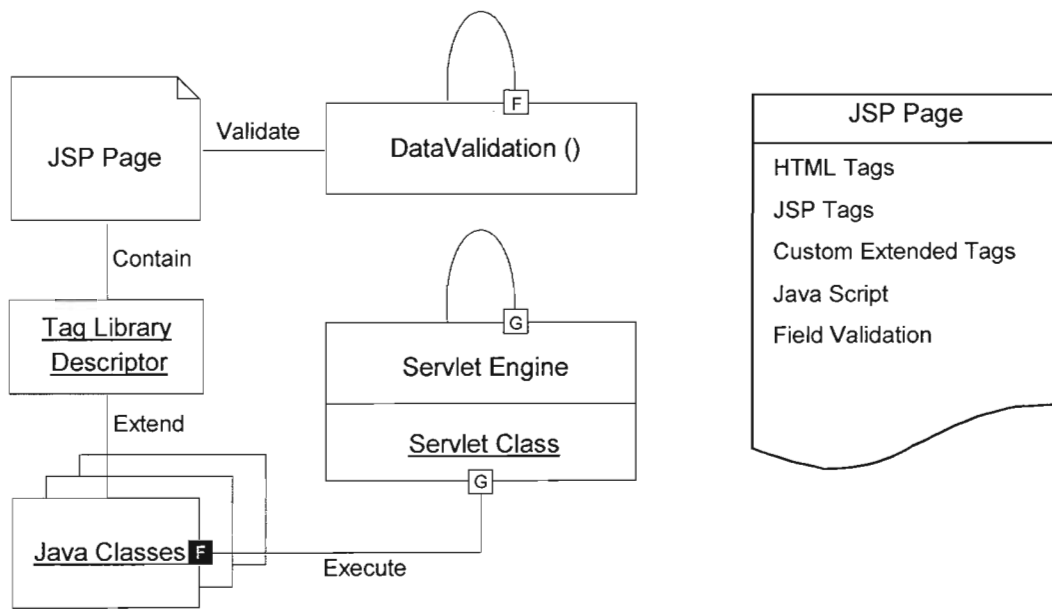 F
JSP Page
Validate
DataValidation ()
Contain
Tag Library
Descriptor
G
Servlet Engine
Servlet Class
G
Extend
Java Classes
F
Execute
JSP Page
HTML Tags
JSP Tags
Custom Extended Tags
Java Script
Field Validation